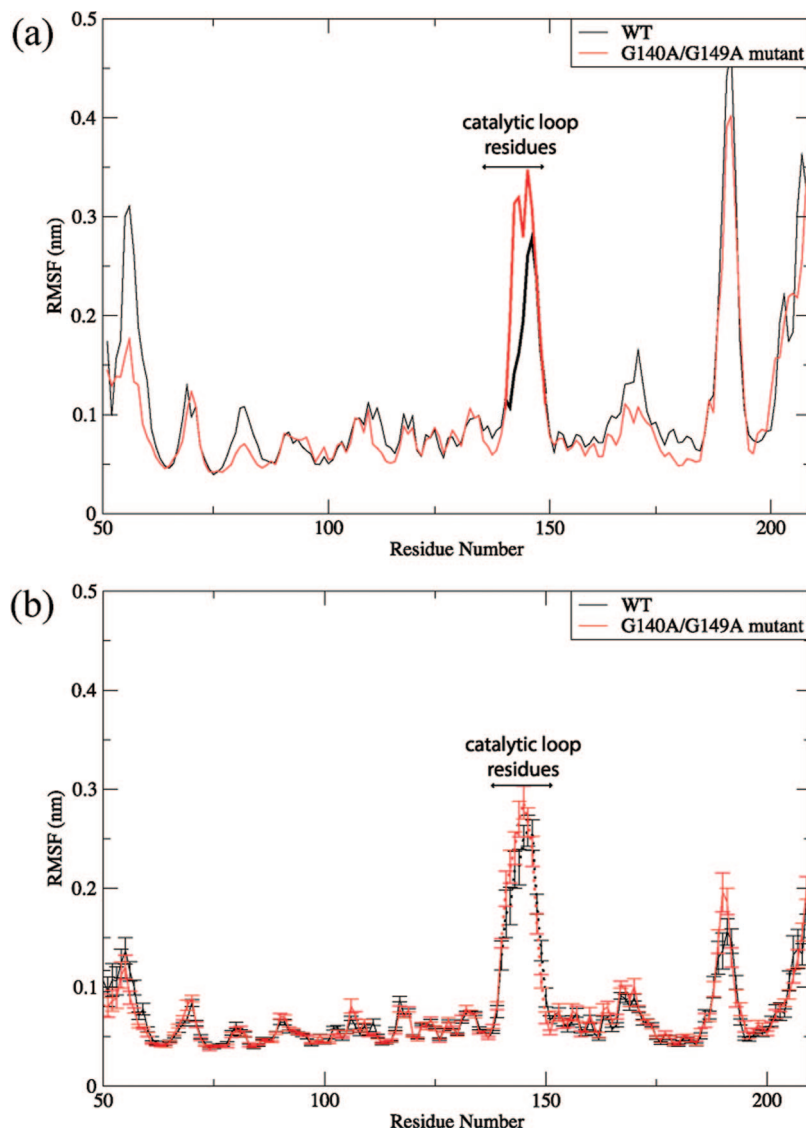 (a)
WT
G140A/G149A mutant
catalytic loop
residues
RMSF (nm)
0.5
0.4
0.3
0.2
0.1
0
50
100
150
200
Residue Number
(b)
WT
G140A/G149A mutant
catalytic loop
residues
RMSF (nm)
0.5
0.4
0.3
0.2
0.1
0
50
100
150
200
Residue Number